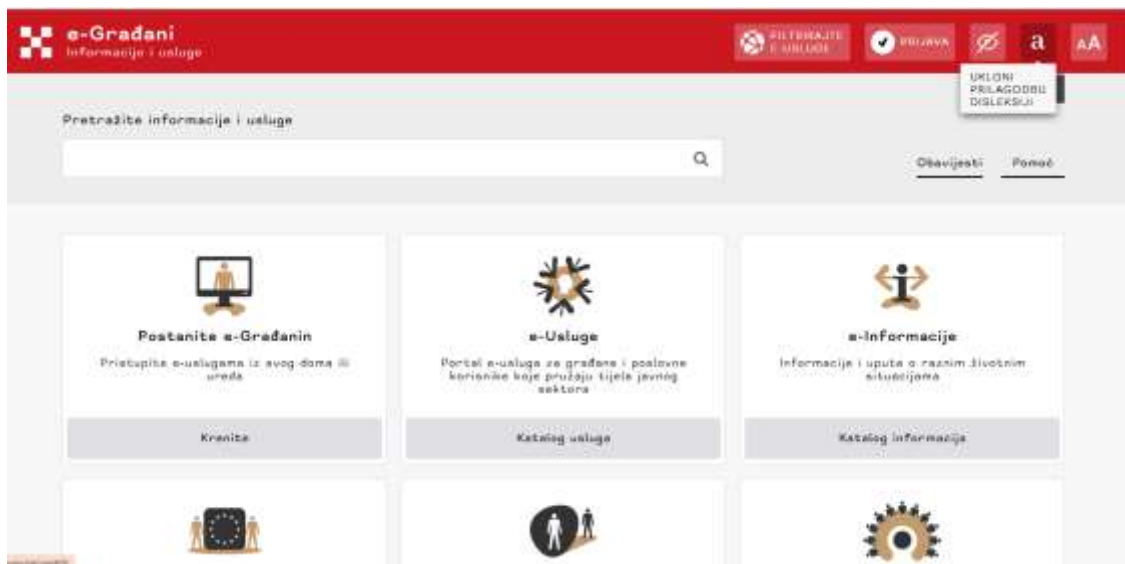 e-Građani
Informacije i usluge
FILTRIRAJTE
E-USLUGE
PRIJAVA
a
AA
UKLONI
PRILAGODBU
DISLEKSIJI
Pretražite informacije i usluge
Obavijesti
Pomoć
Postanite e-Građanin
Pristupite e-uslugama iz svog doma ili
ureda
Krenite
e-Usluge
Portal e-usluga za građane i poslovne
korisnike koje pružaju tijela javnog
sektora
Katalog usluga
e-Informacije
Informacije i upute o raznim životnim
situacijama
Katalog informacija